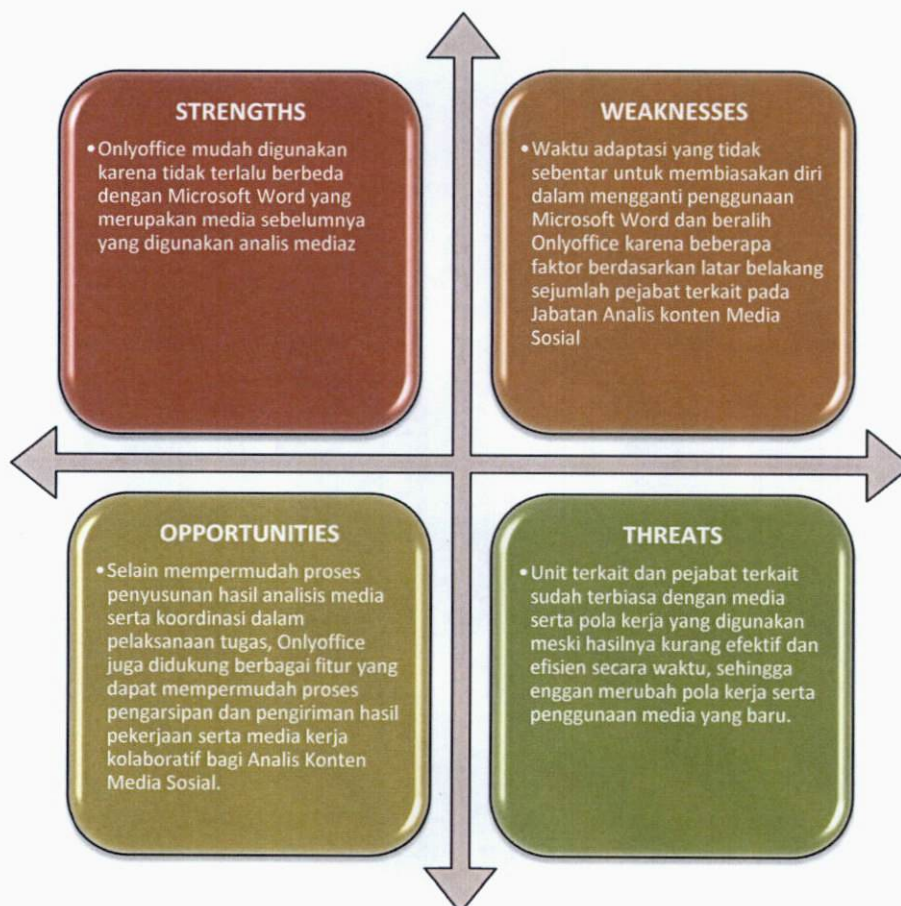 STRENGTHS
•Onlyoffice mudah digunakan
karena tidak terlalu berbeda
dengan Microsoft Word yang
merupakan media sebelumnya
yang digunakan analis mediaz
WEAKNESSES
•Waktu adaptasi yang tidak
sebentar untuk membiasakan diri
dalam mengganti penggunaan
Microsoft Word dan beralih
Onlyoffice karena beberapa
faktor berdasarkan latar belakang
sejumlah pejabat terkait pada
Jabatan Analis konten Media
Sosial
OPPORTUNITIES
•Selain mempermudah proses
penyusunan hasil analisis media
serta koordinasi dalam
pelaksanaan tugas, Onlyoffice
juga didukung berbagai fitur yang
dapat mempermudah proses
pengarsipan dan pengiriman hasil
pekerjaan serta media kerja
kolaboratif bagi Analis Konten
Media Sosial.
THREATS
•Unit terkait dan pejabat terkait
sudah terbiasa dengan media
serta pola kerja yang digunakan
meski hasilnya kurang efektif dan
efisien secara waktu, sehingga
enggan merubah pola kerja serta
penggunaan media yang baru.